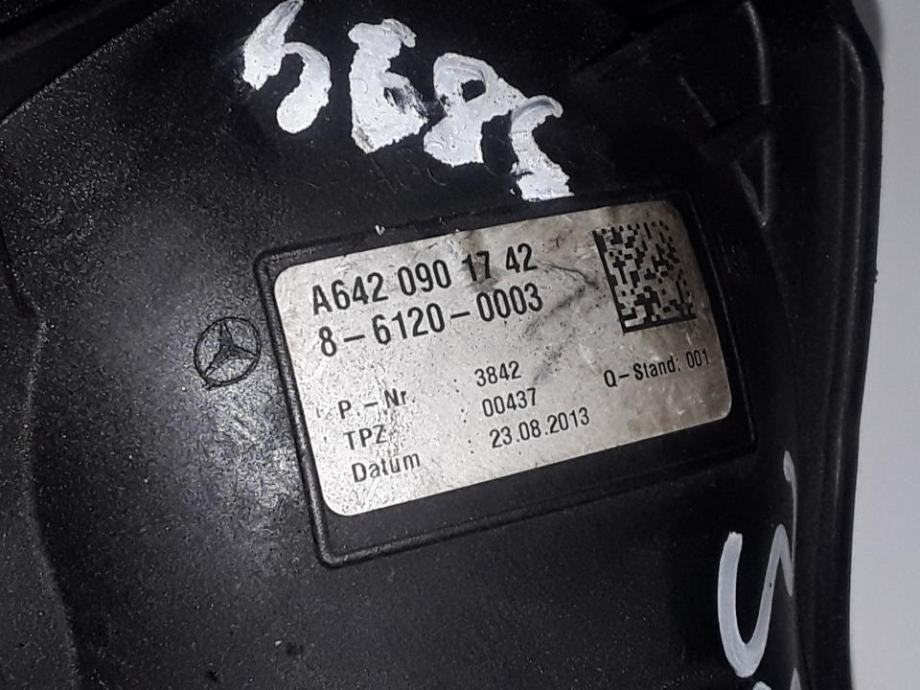 A642 090 17 42
8-6120-0003
P.-Nr : 3842 Q-Stand: 001
TPZ : 00437
Datum : 23.08.2013